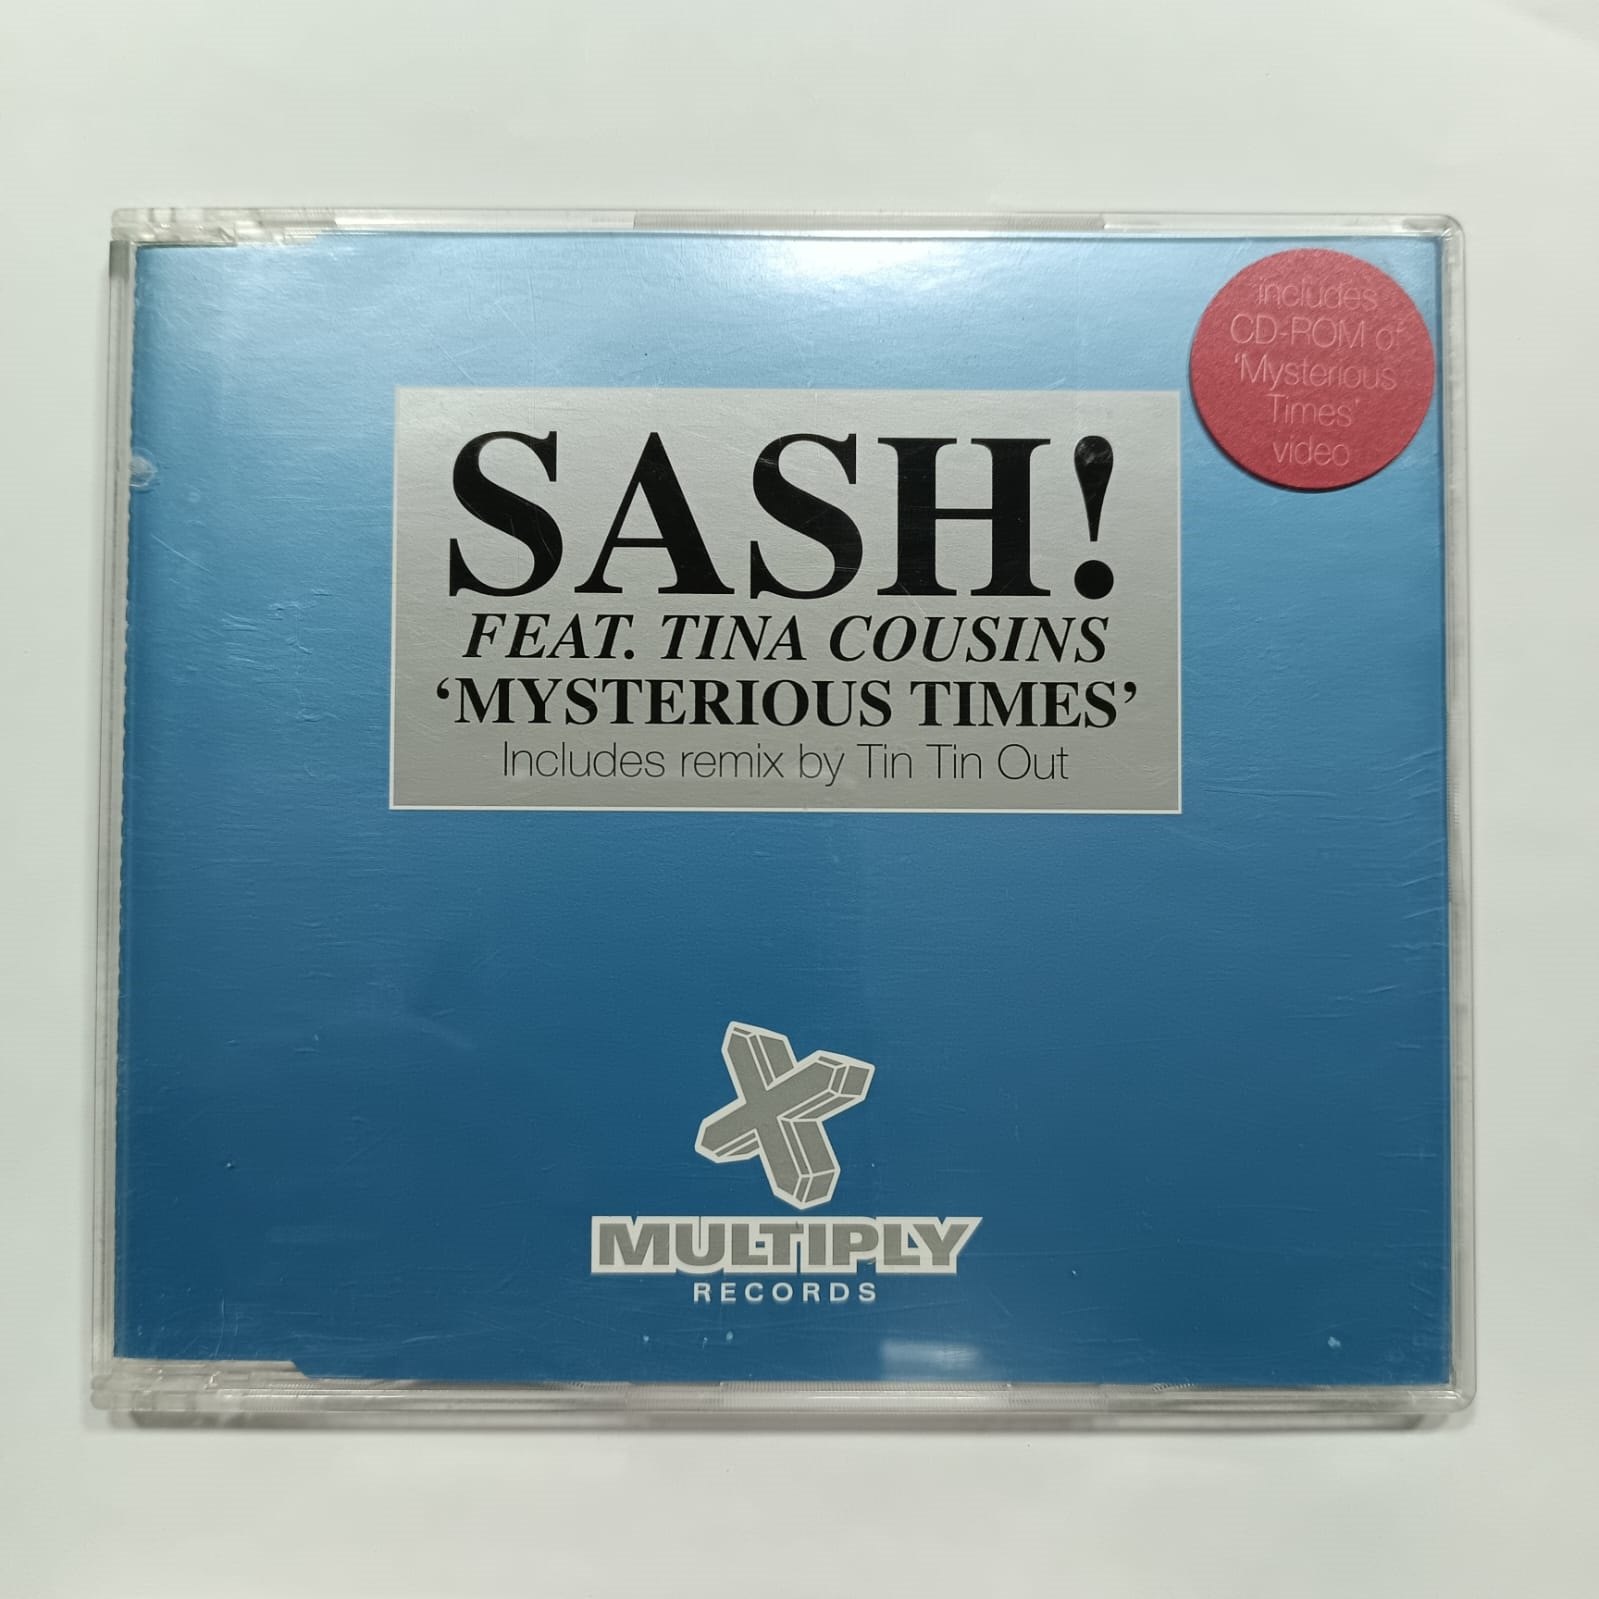 includes
CD-ROM of
'Mysterious
Times'
video
SASH!
FEAT. TINA COUSINS
‘MYSTERIOUS TIMES’
Includes remix by Tin Tin Out
MULTIPLY
RECORDS